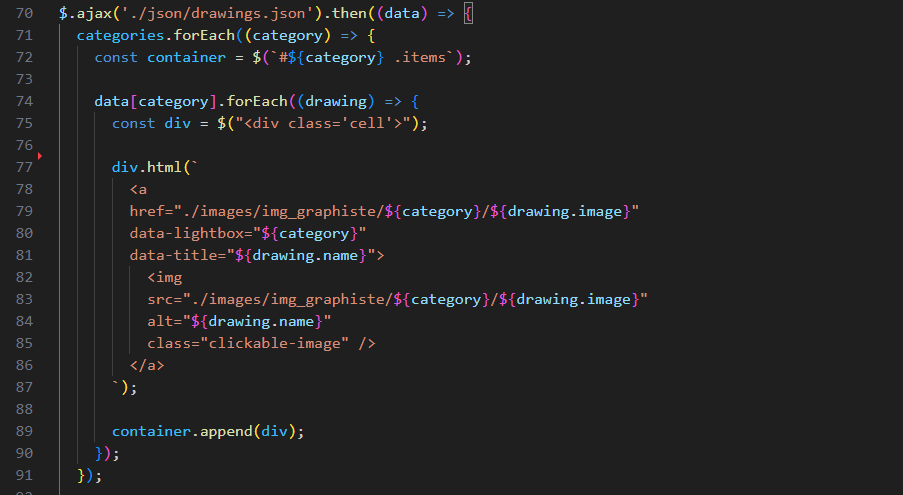 70 $.ajax('./json/drawings.json').then((data) => {
71 categories.forEach((category) => {
72 const container = $(`#${category} .items`);
73
74 data[category].forEach((drawing) => {
75 const div = $("<div class='cell'>");
76
77 div.html(`
78 <a
79 href="./images/img_graphiste/${category}/${drawing.image}"
80 data-lightbox="${category}"
81 data-title="${drawing.name}">
82 <img
83 src="./images/img_graphiste/${category}/${drawing.image}"
84 alt="${drawing.name}"
85 class="clickable-image" />
86 </a>
87 `);
88
89 container.append(div);
90 });
91 });